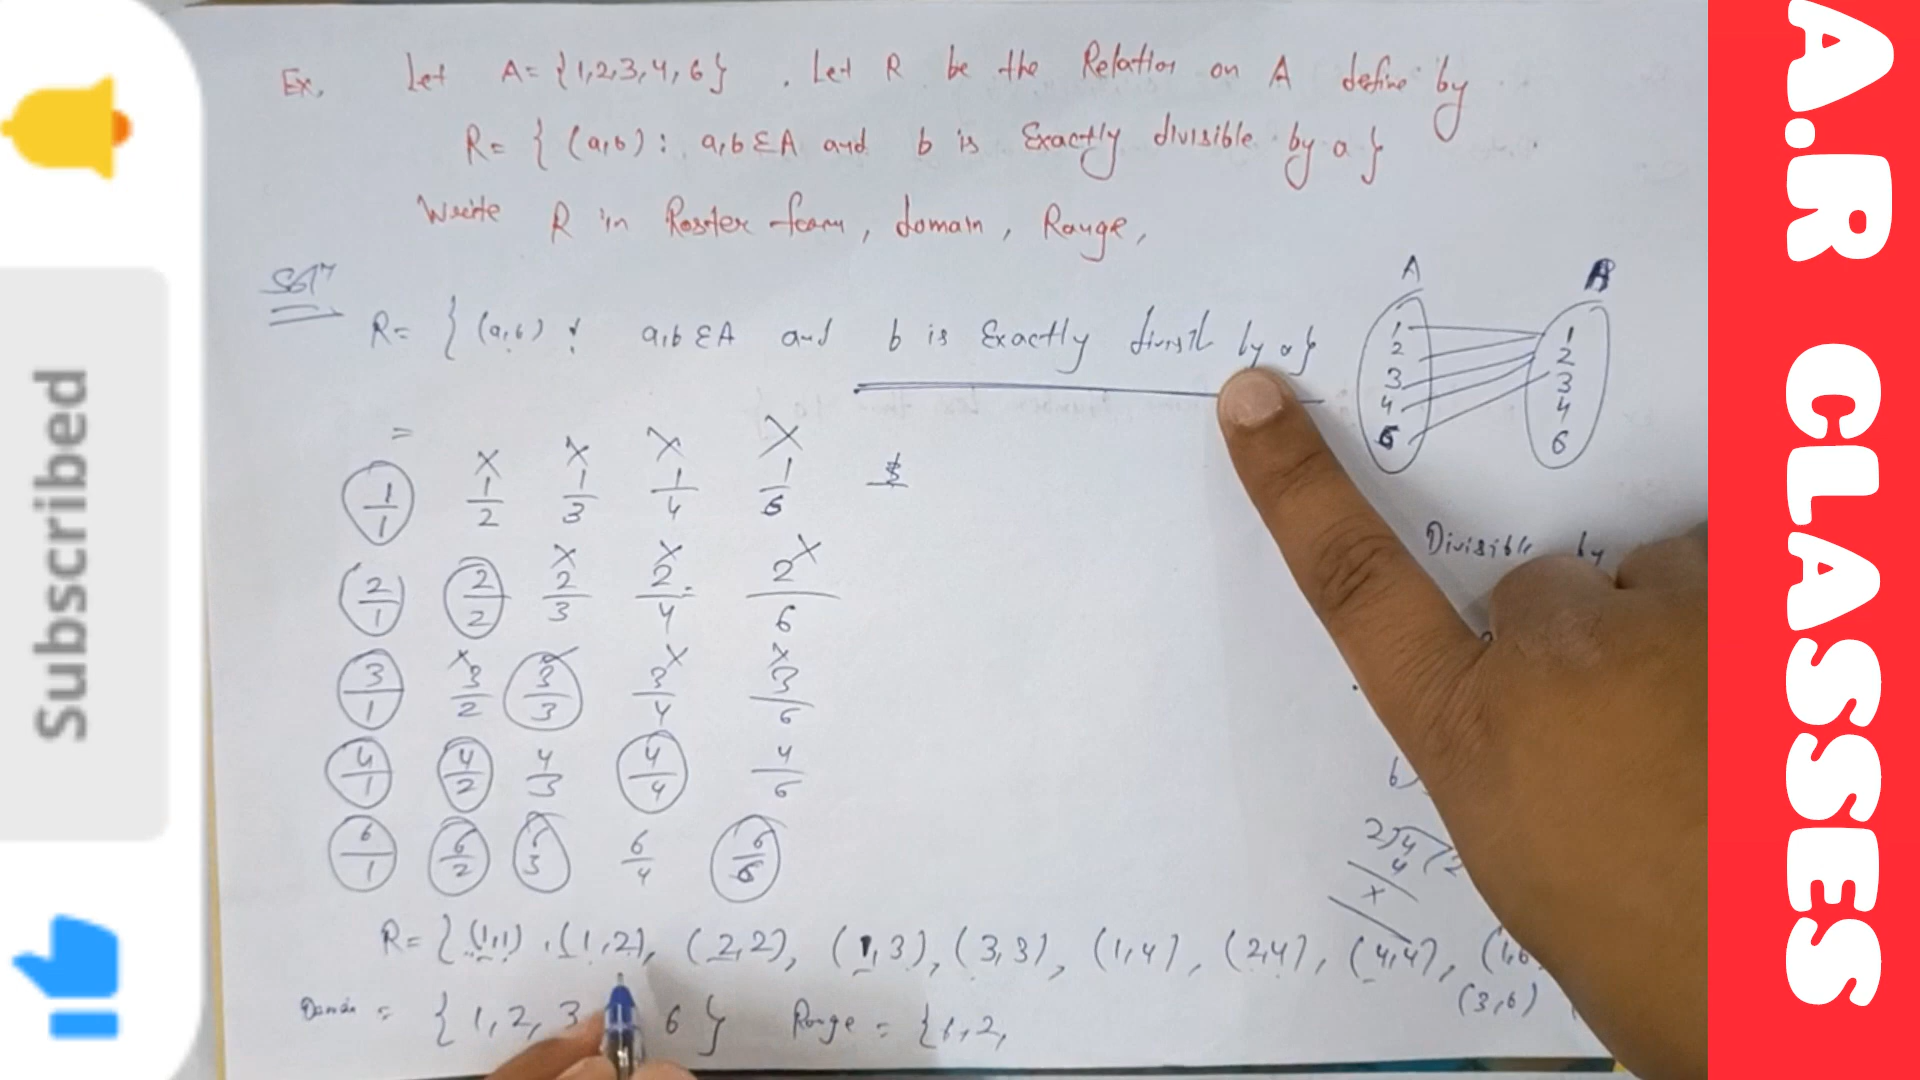 Ex. Let A = {1,2,3,4,6} . Let R be the Relation on A define by
R = { (a,b) : a,b ∈ A and b is Exactly divisible by a }
Write R in Roster form, domain, Range,
Sol^n
R = { (a,b) : a,b ∈ A and b is Exactly by a }
A
1 2 3 4 6
1 2 3 4 6
=
1/1 1/2 1/3 1/4 1/6
2/1 2/2 2/3 2/4 2/6
3/1 3/2 3/3 3/4 3/6
4/1 4/2 4/3 4/4 4/6
6/1 6/2 6/3 6/4 6/6
Divisible by
2)4(2
4
x
R = { (1,1), (1,2), (2,2), (1,3), (3,3), (1,4), (2,4), (4,4), (1,6
(3,6)
Domain = { 1, 2, 3 6 } Range = {1,2,
Subscribed
A.R CLASSES